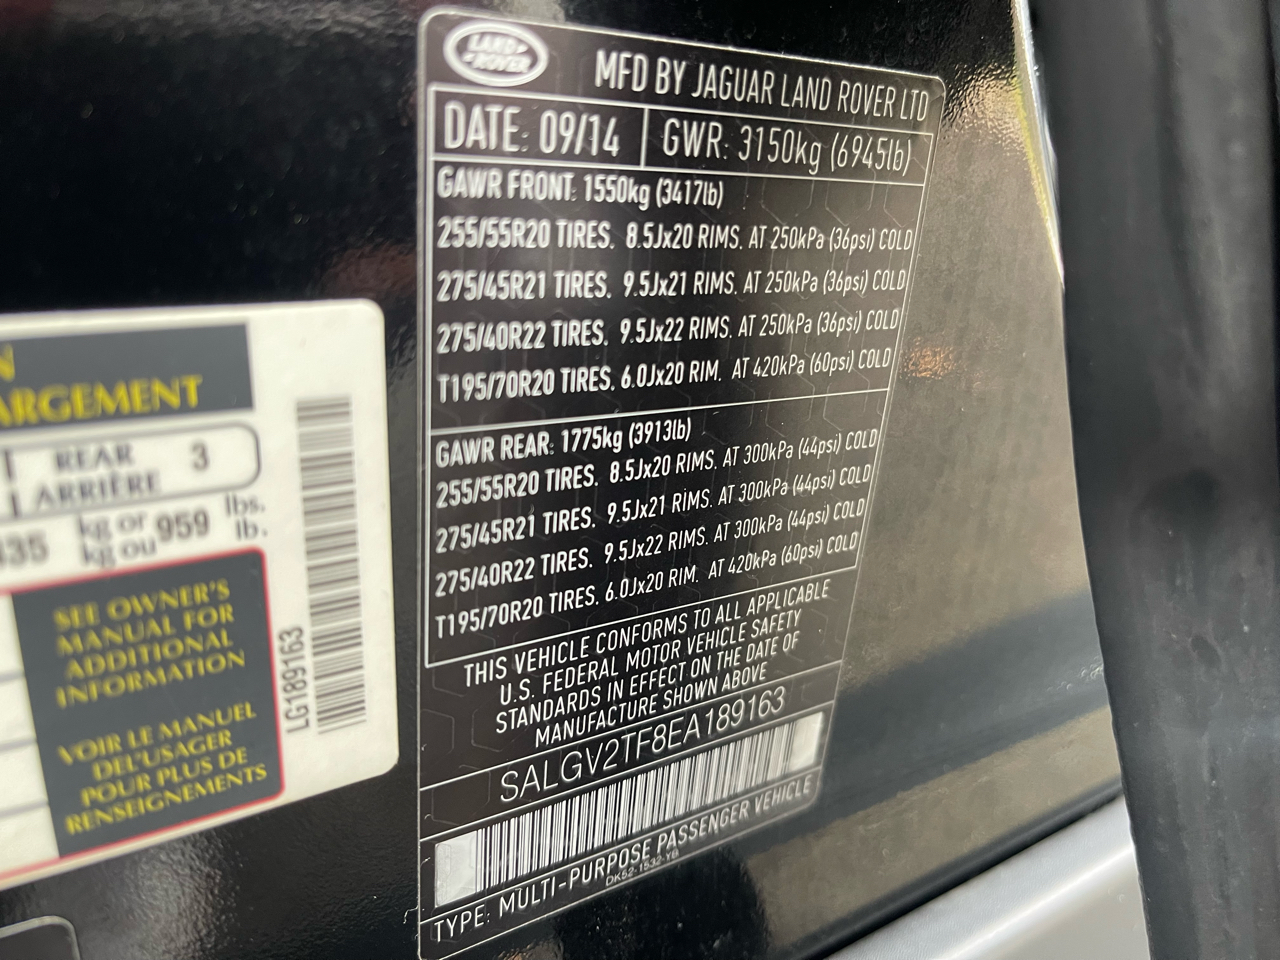 LAND
ROVER
MFD BY JAGUAR LAND ROVER LTD
DATE: 09/14 GWR: 3150kg (6945lb)
GAWR FRONT: 1550kg (3417lb)
255/55R20 TIRES. 8.5Jx20 RIMS. AT 250kPa (36psi) COLD
275/45R21 TIRES. 9.5Jx21 RIMS. AT 250kPa (36psi) COLD
275/40R22 TIRES. 9.5Jx22 RIMS. AT 250kPa (36psi) COLD
T195/70R20 TIRES. 6.0Jx20 RIM. AT 420kPa (60psi) COLD
GAWR REAR: 1775kg (3913lb)
255/55R20 TIRES. 8.5Jx20 RIMS. AT 300kPa (44psi) COLD
275/45R21 TIRES. 9.5Jx21 RIMS. AT 300kPa (44psi) COLD
275/40R22 TIRES. 9.5Jx22 RIMS. AT 300kPa (44psi) COLD
T195/70R20 TIRES. 6.0Jx20 RIM. AT 420kPa (60psi) COLD
THIS VEHICLE CONFORMS TO ALL APPLICABLE
U.S. FEDERAL MOTOR VEHICLE SAFETY
STANDARDS IN EFFECT ON THE DATE OF
MANUFACTURE SHOWN ABOVE
SALGV2TF8EA189163
TYPE: MULTI-PURPOSE PASSENGER VEHICLE
DK52-1532-YB
N
ARGEMENT
REAR 3
ARRIÈRE
kg or 959 lbs.
kg ou lb.
SEE OWNER'S
MANUAL FOR
ADDITIONAL
INFORMATION
VOIR LE MANUEL
DE L'USAGER
POUR PLUS DE
RENSEIGNEMENTS
LG189163